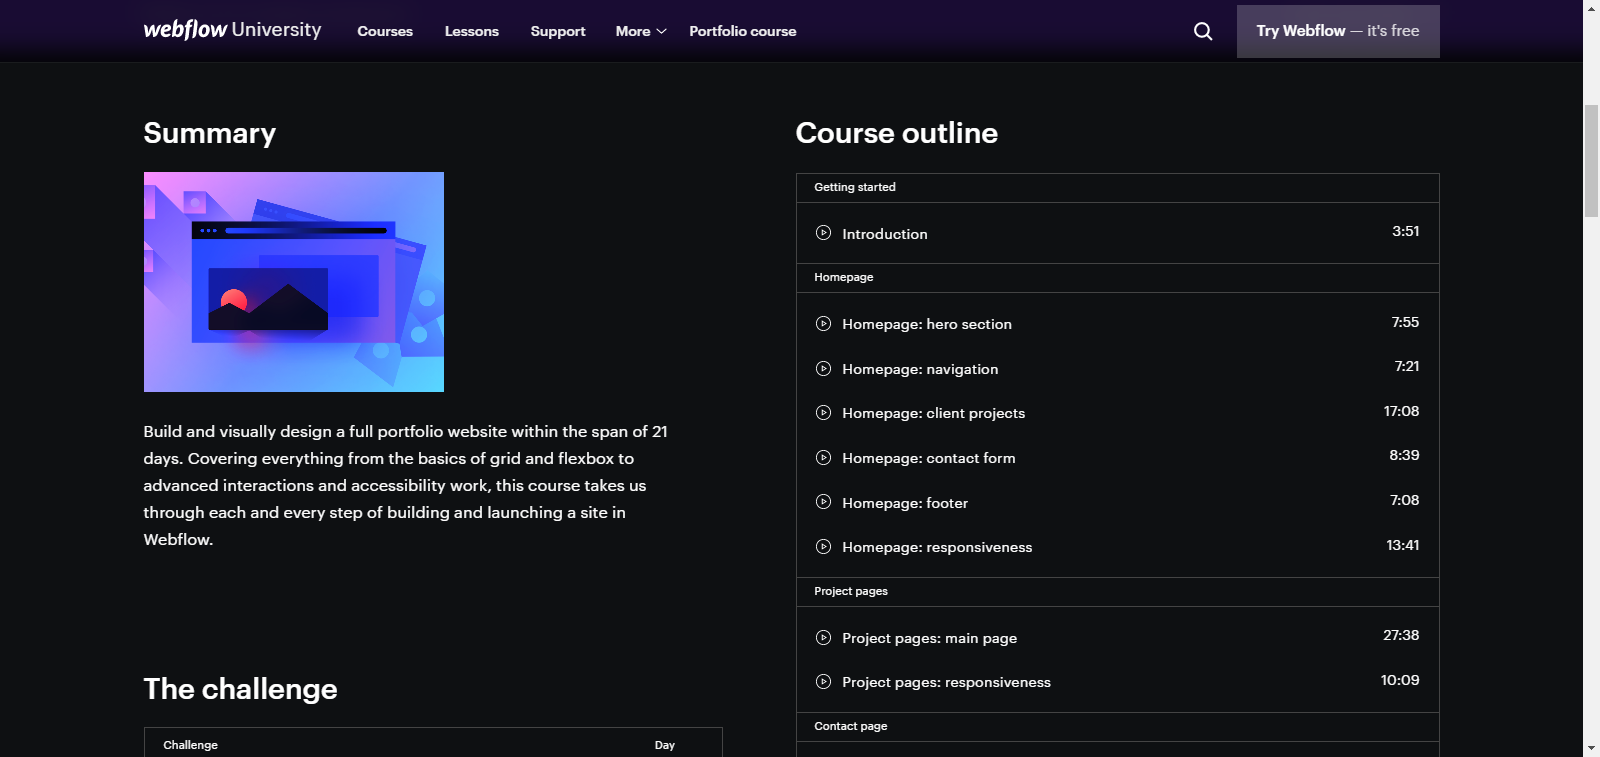 webflow University
Courses
Lessons
Support
More
Portfolio course
Try Webflow — it's free
Summary
Build and visually design a full portfolio website within the span of 21
days. Covering everything from the basics of grid and flexbox to
advanced interactions and accessibility work, this course takes us
through each and every step of building and launching a site in
Webflow.
The challenge
Challenge Day
Course outline
Getting started
Introduction 3:51
Homepage
Homepage: hero section 7:55
Homepage: navigation 7:21
Homepage: client projects 17:08
Homepage: contact form 8:39
Homepage: footer 7:08
Homepage: responsiveness 13:41
Project pages
Project pages: main page 27:38
Project pages: responsiveness 10:09
Contact page